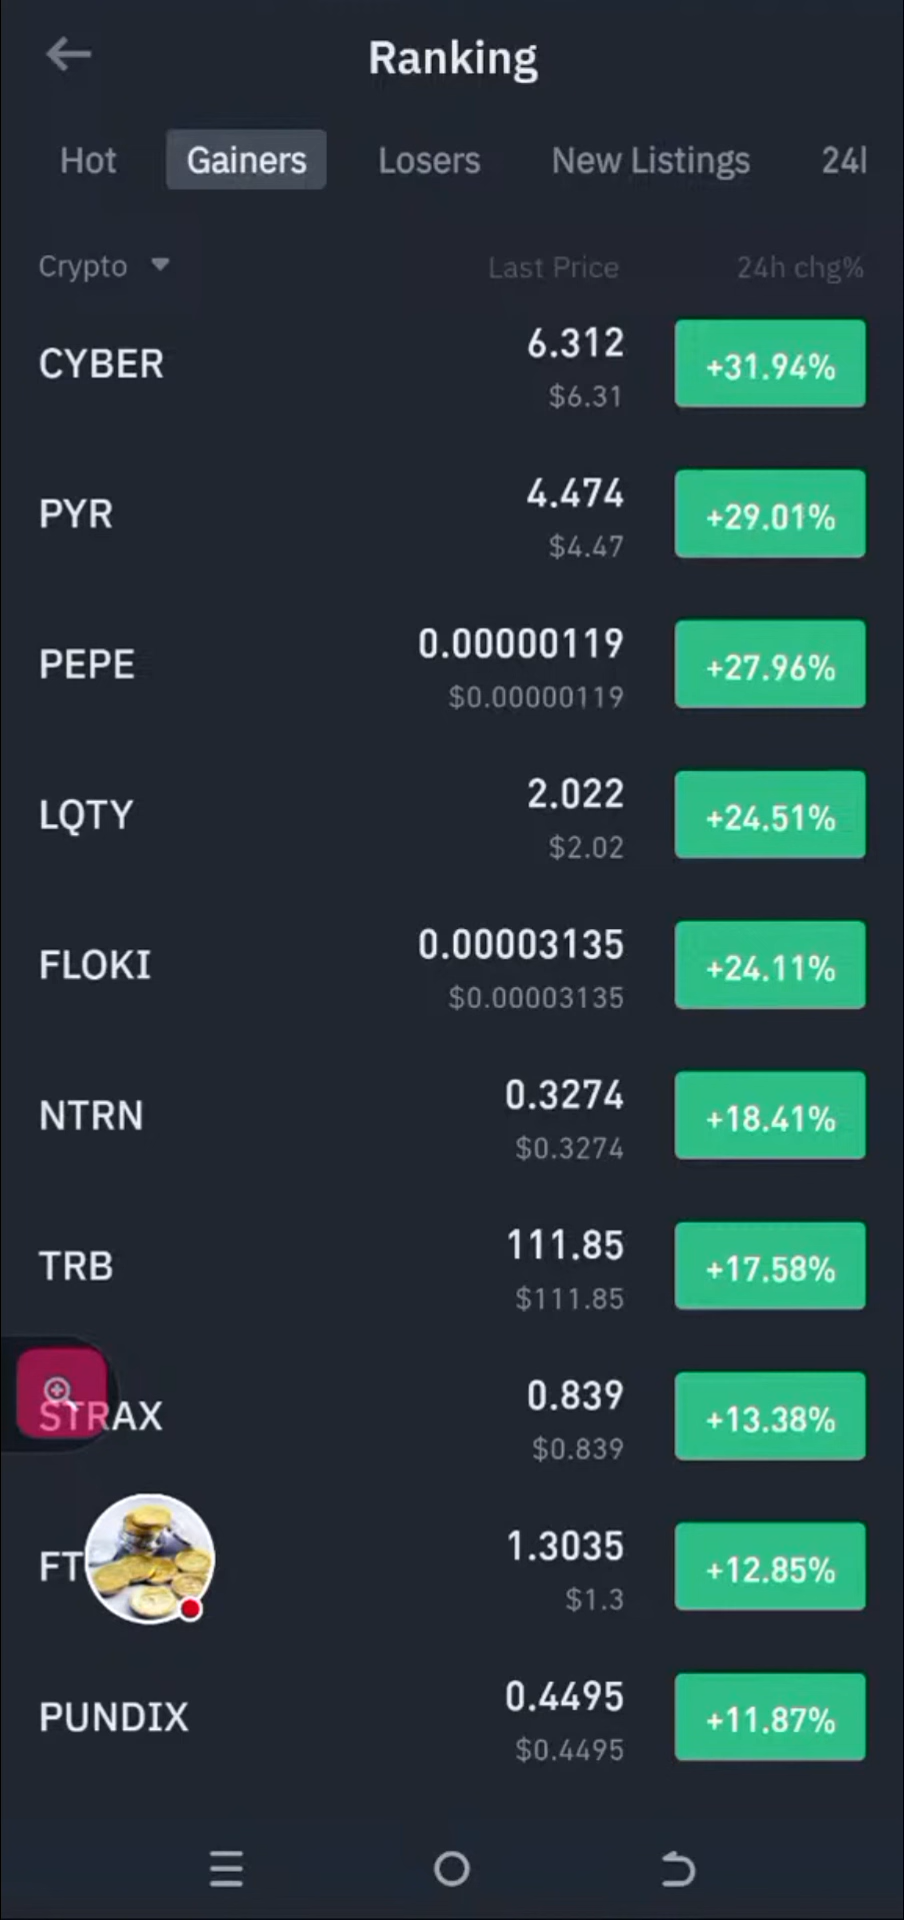 Ranking
Hot Gainers Losers New Listings 24
Crypto Last Price 24h chg%
CYBER 6.312 +31.94%
$6.31
PYR 4.474 +29.01%
$4.47
PEPE 0.00000119 +27.96%
$0.00000119
LQTY 2.022 +24.51%
$2.02
FLOKI 0.00003135 +24.11%
$0.00003135
NTRN 0.3274 +18.41%
$0.3274
TRB 111.85 +17.58%
$111.85
STRAX 0.839 +13.38%
$0.839
FT 1.3035 +12.85%
$1.3
PUNDIX 0.4495 +11.87%
$0.4495